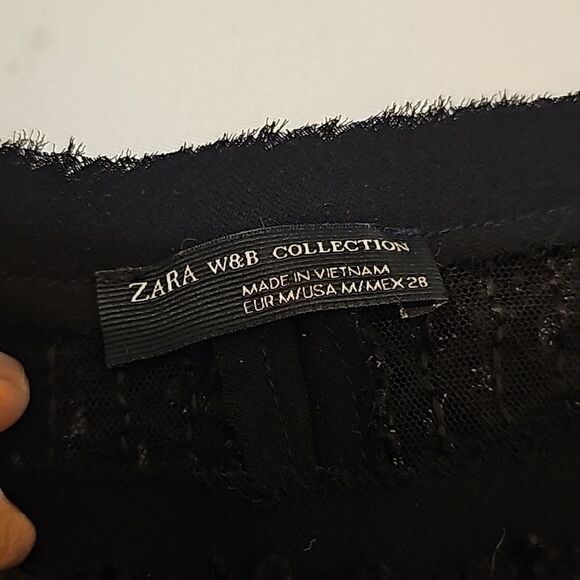 ZARA W&B COLLECTION
MADE IN VIETNAM
EUR M/USA M/MEX 28